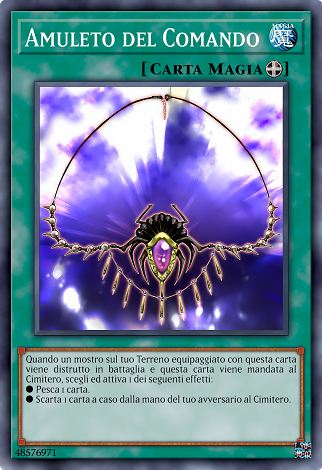 Amuleto del Comando
MAGIA
魔
[Carta Magia]
Quando un mostro sul tuo Terreno equipaggiato con questa carta
viene distrutto in battaglia e questa carta viene mandata al
Cimitero, scegli ed attiva 1 dei seguenti effetti:
● Pesca 1 carta.
● Scarta 1 carta a caso dalla mano del tuo avversario al Cimitero.
48576971